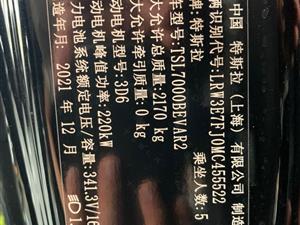 中国 特斯拉（上海）有限公司 制造
辆识别代号:LRW3E7FJ0MC455522
车型号:TSL7000BEVAR2 乘坐人数:5
大允许总质量:2170 kg
大允许牵引质量:0 kg
动电机型号:3D6
动电机峰值功率:220kW
力电池系统额定电压/容量:341.3V/16
造年月:2021 年 12 月